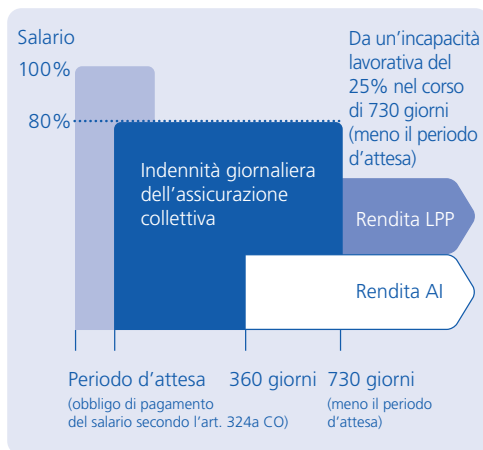 Salario
100%
80%
Da un'incapacità
lavorativa del
25% nel corso
di 730 giorni
(meno il periodo
d'attesa)
Indennità giornaliera
dell'assicurazione
collettiva
Rendita LPP
Rendita AI
Periodo d'attesa
(obbligo di pagamento
del salario secondo l'art. 324a CO)
360 giorni
730 giorni
(meno il periodo
d'attesa)